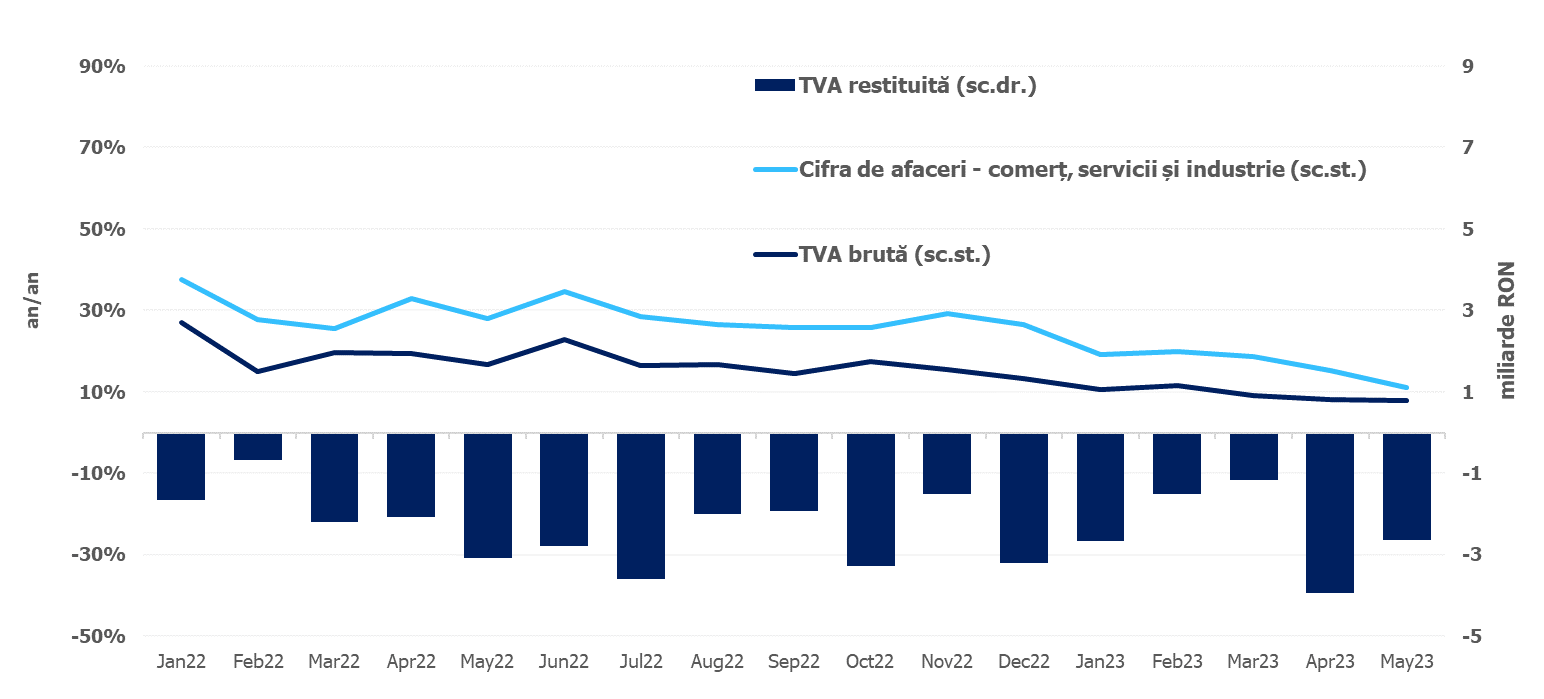 90%
9
TVA restituită (sc.dr.)
70%
7
Cifra de afaceri - comerț, servicii și industrie (sc.st.)
50%
5
TVA brută (sc.st.)
an/an
miliarde RON
30%
3
10%
1
-10%
-1
-30%
-3
-50%
-5
Jan22 Feb22 Mar22 Apr22 May22 Jun22 Jul22 Aug22 Sep22 Oct22 Nov22 Dec22 Jan23 Feb23 Mar23 Apr23 May23